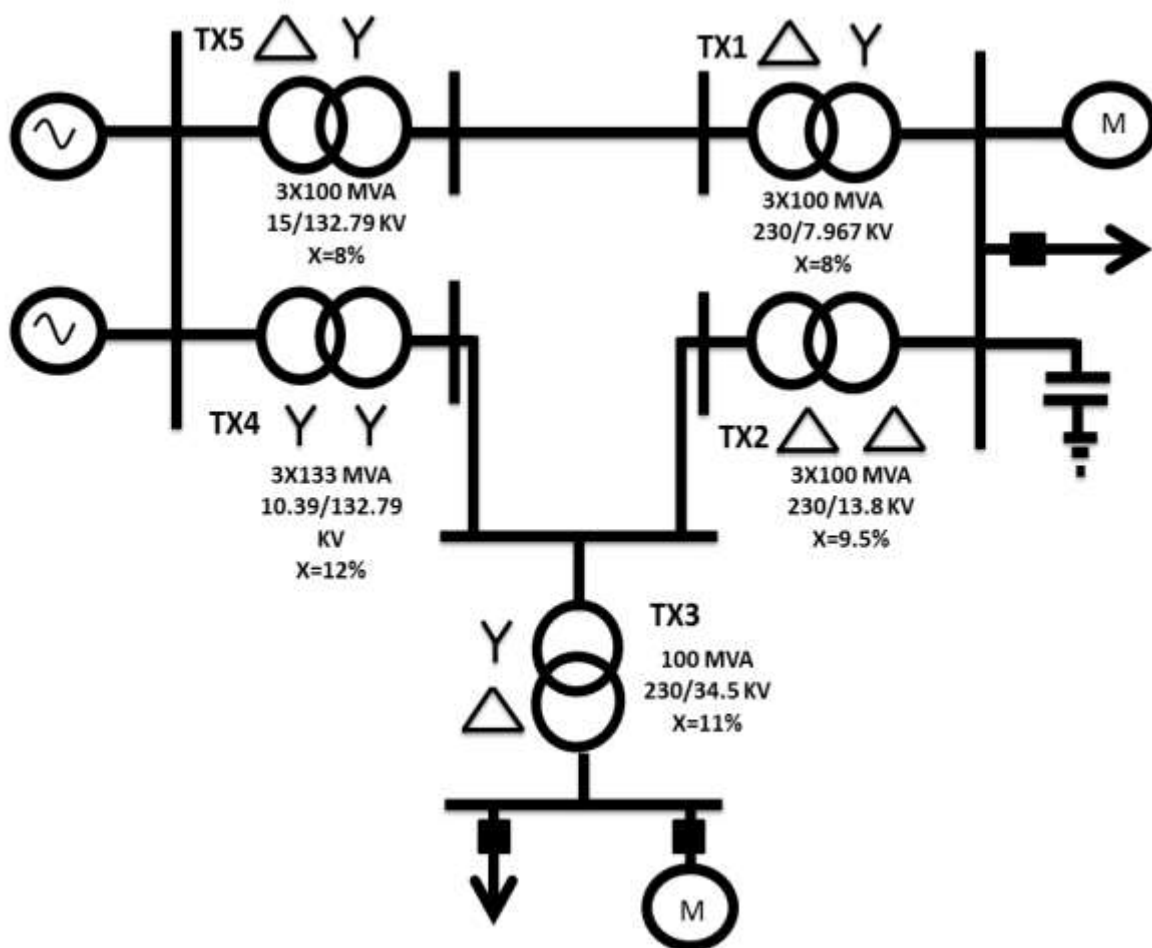 TX5
3X100 MVA
15/132.79 KV
X=8%
TX1
3X100 MVA
230/7.967 KV
X=8%
M
TX4
3X133 MVA
10.39/132.79
KV
X=12%
TX2
3X100 MVA
230/13.8 KV
X=9.5%
TX3
100 MVA
230/34.5 KV
X=11%
M